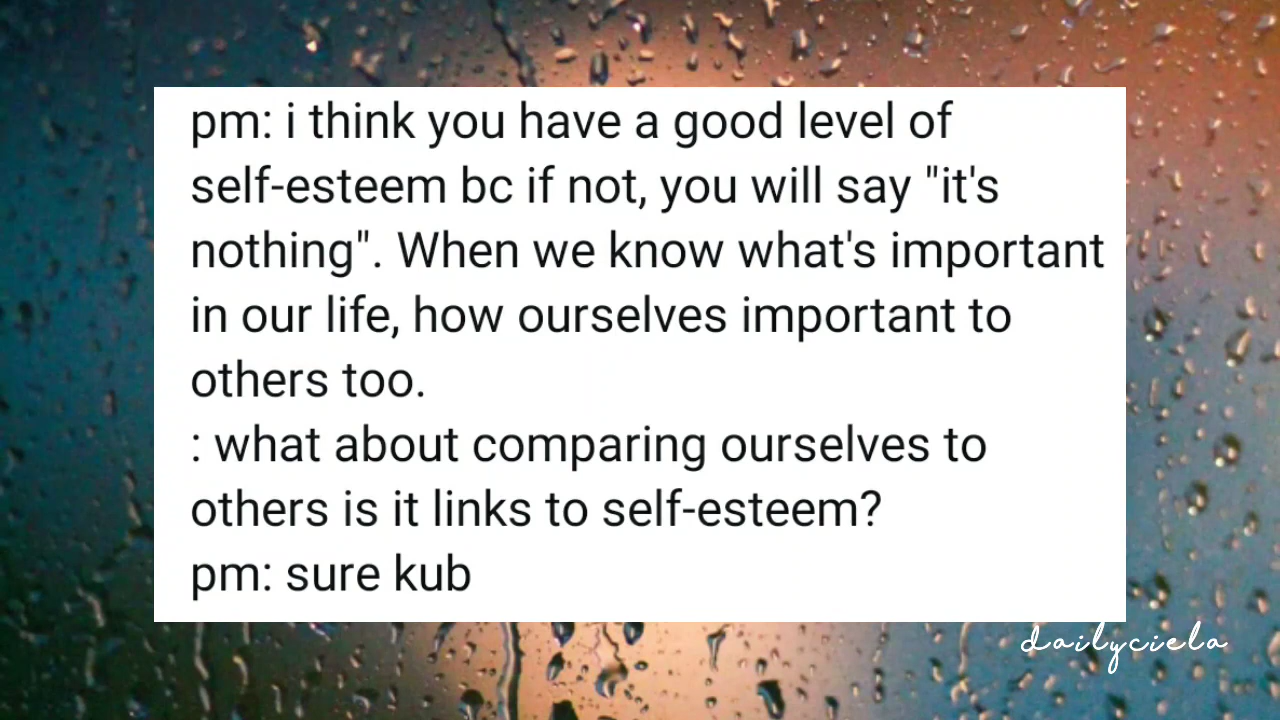 pm: i think you have a good level of
self-esteem bc if not, you will say "it's
nothing". When we know what's important
in our life, how ourselves important to
others too.
: what about comparing ourselves to
others is it links to self-esteem?
pm: sure kub
dailyciela